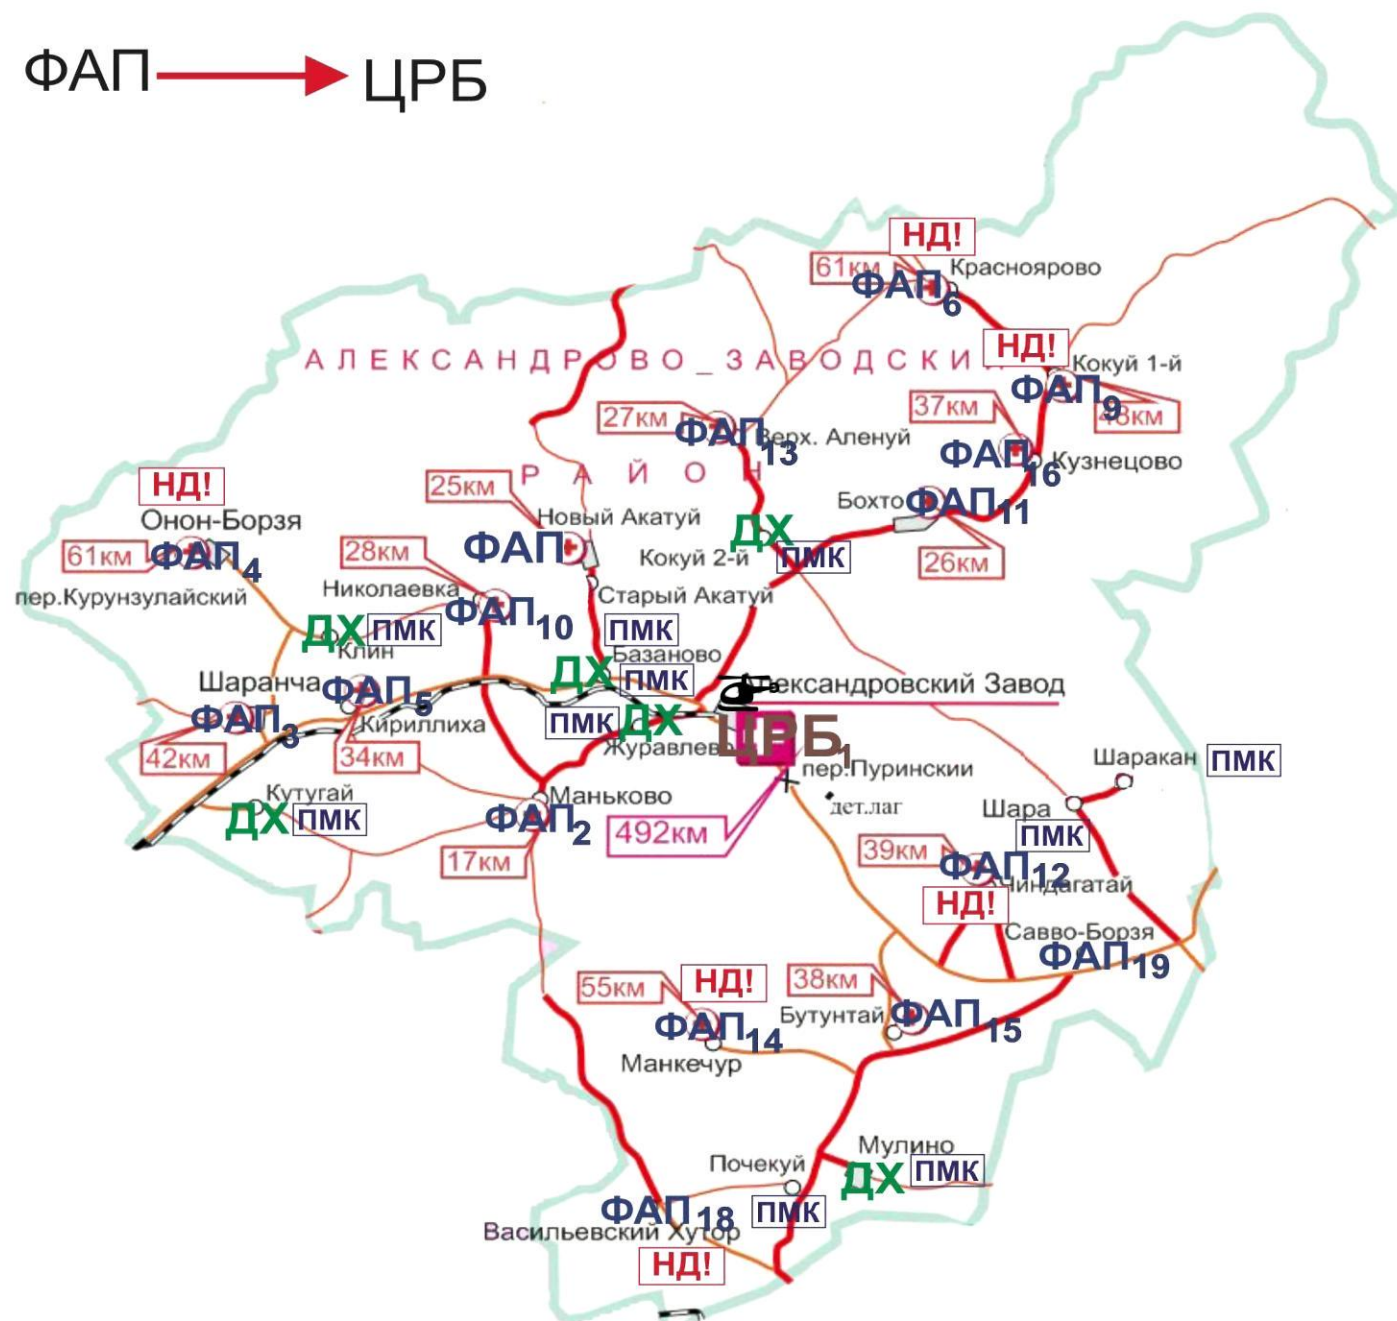 ФАП
ЦРБ
НД!
61км
Красноярово
ФАП6
НД!
АЛЕКСАНДРОВО_ЗАВОДСКИ
Кокуй 1-й
ФАП9
48км
37км
27км
ФАП13
Верх. Аленуй
ФАП16
Кузнецово
РАЙОН
25км
НД!
Бохто
ФАП11
Онон-Борзя
Новый Акатуй
ДХ
61км
ФАП4
28км
ФАП
Кокуй 2-й
ПМК
26км
пер.Курунзулайский
Николаевка
ФАП10
Старый Акатуй
ДХ
ПМК
ПМК
Клин
Базаново
ДХ
ПМК
Шаранча
ФАП5
Александровский Завод
ФАП3
Кириллиха
ПМК
ДХ
Журавлев
ЦРБ1
42км
34км
пер.Пуринский
Шаракан
ПМК
Кутугай
Маньково
дет.лаг
Шара
ДХ
ПМК
ФАП2
492км
ПМК
17км
39км
ФАП12
Чиндагатай
НД!
Савво-Борзя
ФАП19
55км
НД!
38км
ФАП14
Бутунтай
ФАП15
Манкечур
Мулино
Почекуй
ДХ
ПМК
ФАП18
ПМК
Васильевский Хутор
НД!